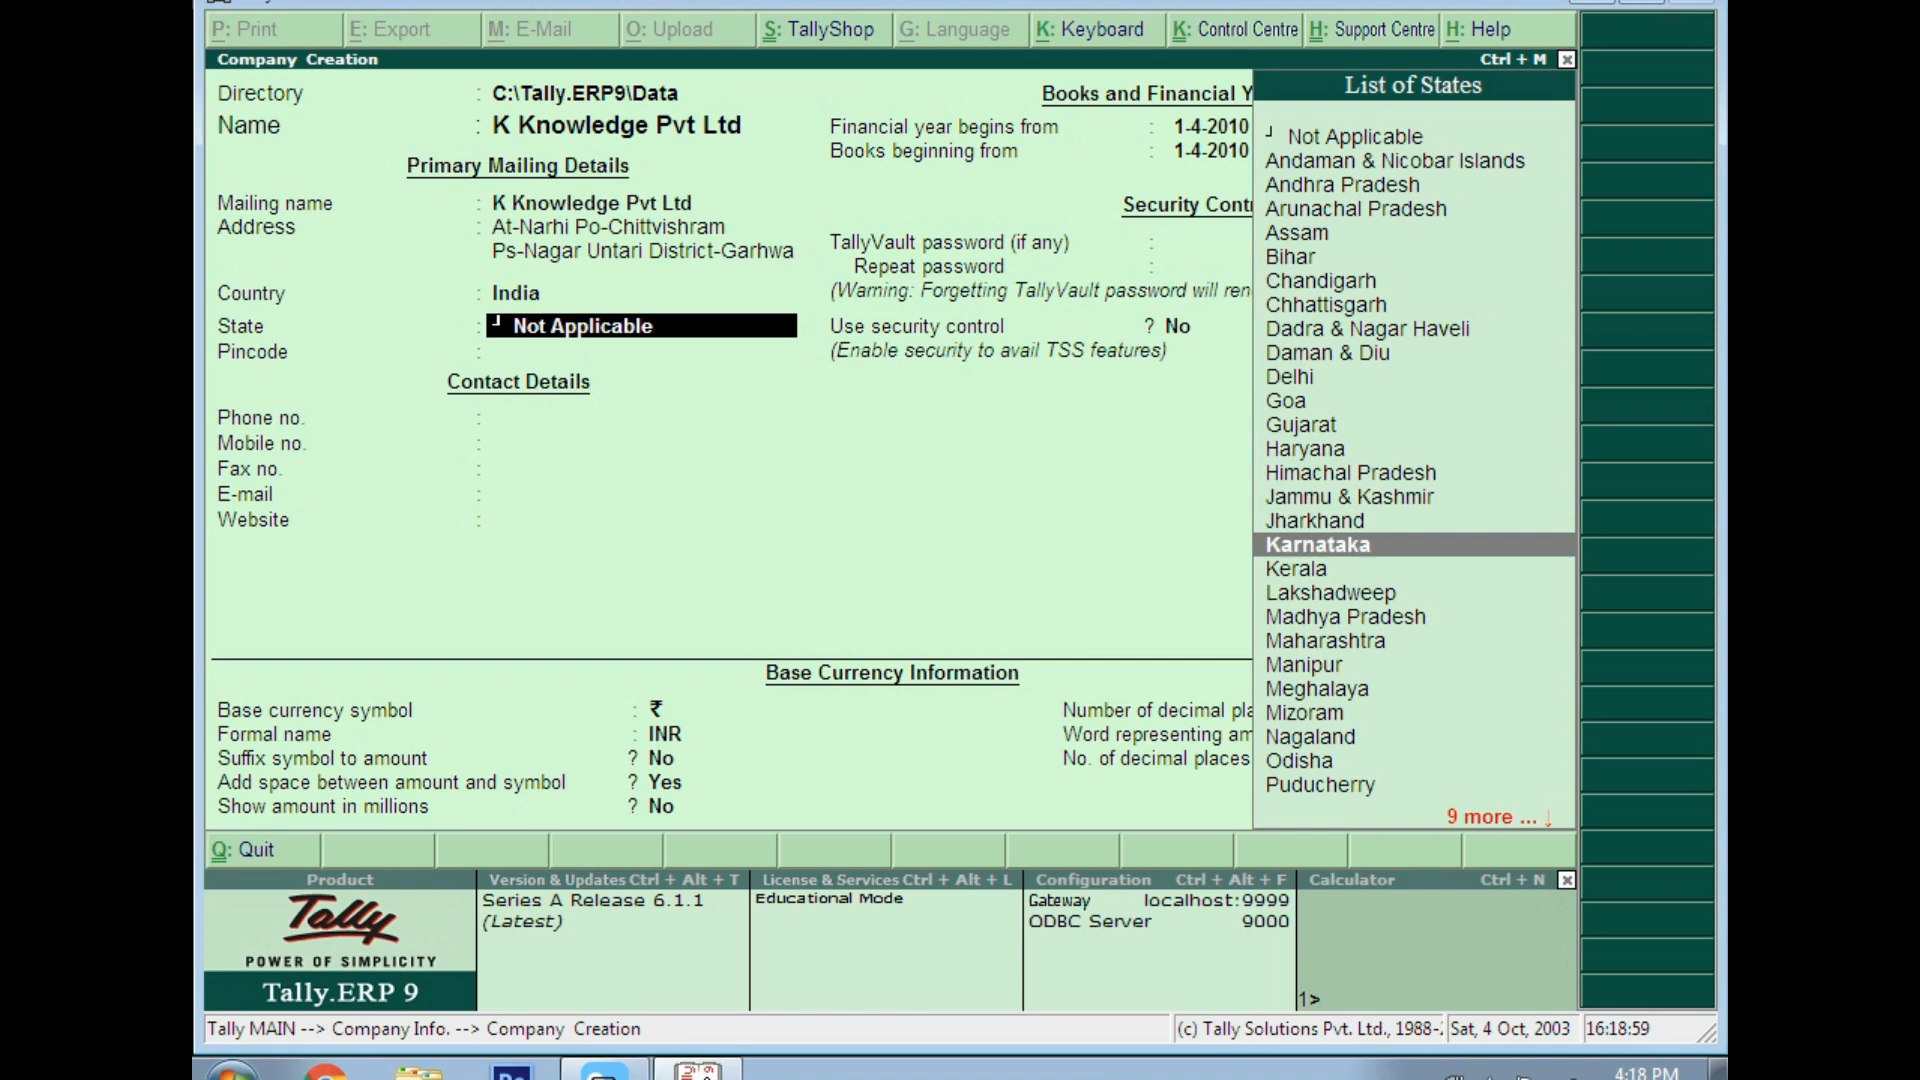 P: Print E: Export M: E-Mail O: Upload S: TallyShop G: Language K: Keyboard K: Control Centre H: Support Centre H: Help
Company Creation Ctrl + M
Directory : C:\Tally.ERP9\Data
Name : K Knowledge Pvt Ltd
Primary Mailing Details
Mailing name : K Knowledge Pvt Ltd
Address : At-Narhi Po-Chittvishram
Ps-Nagar Untari District-Garhwa
Country : India
State : ┘ Not Applicable
Pincode :
Contact Details
Phone no. :
Mobile no. :
Fax no. :
E-mail :
Website :
Books and Financial Y
Financial year begins from : 1-4-2010
Books beginning from : 1-4-2010
Security Contr
TallyVault password (if any) :
Repeat password :
(Warning: Forgetting TallyVault password will ren
Use security control ? No
(Enable security to avail TSS features)
List of States
┘ Not Applicable
Andaman & Nicobar Islands
Andhra Pradesh
Arunachal Pradesh
Assam
Bihar
Chandigarh
Chhattisgarh
Dadra & Nagar Haveli
Daman & Diu
Delhi
Goa
Gujarat
Haryana
Himachal Pradesh
Jammu & Kashmir
Jharkhand
Karnataka
Kerala
Lakshadweep
Madhya Pradesh
Maharashtra
Manipur
Meghalaya
Mizoram
Nagaland
Odisha
Puducherry
9 more ... ↓
Base Currency Information
Base currency symbol : ₹
Formal name : INR
Suffix symbol to amount ? No
Add space between amount and symbol ? Yes
Show amount in millions ? No
Number of decimal pla
Word representing am
No. of decimal places
Q: Quit
Product
Tally
POWER OF SIMPLICITY
Tally.ERP 9
Version & Updates Ctrl + Alt + T
Series A Release 6.1.1
(Latest)
License & Services Ctrl + Alt + L
Educational Mode
Configuration Ctrl + Alt + F
Gateway localhost:9999
ODBC Server 9000
Calculator Ctrl + N
1>
Tally MAIN --> Company Info. --> Company Creation (c) Tally Solutions Pvt. Ltd., 1988- Sat, 4 Oct, 2003 16:18:59
4:18 PM